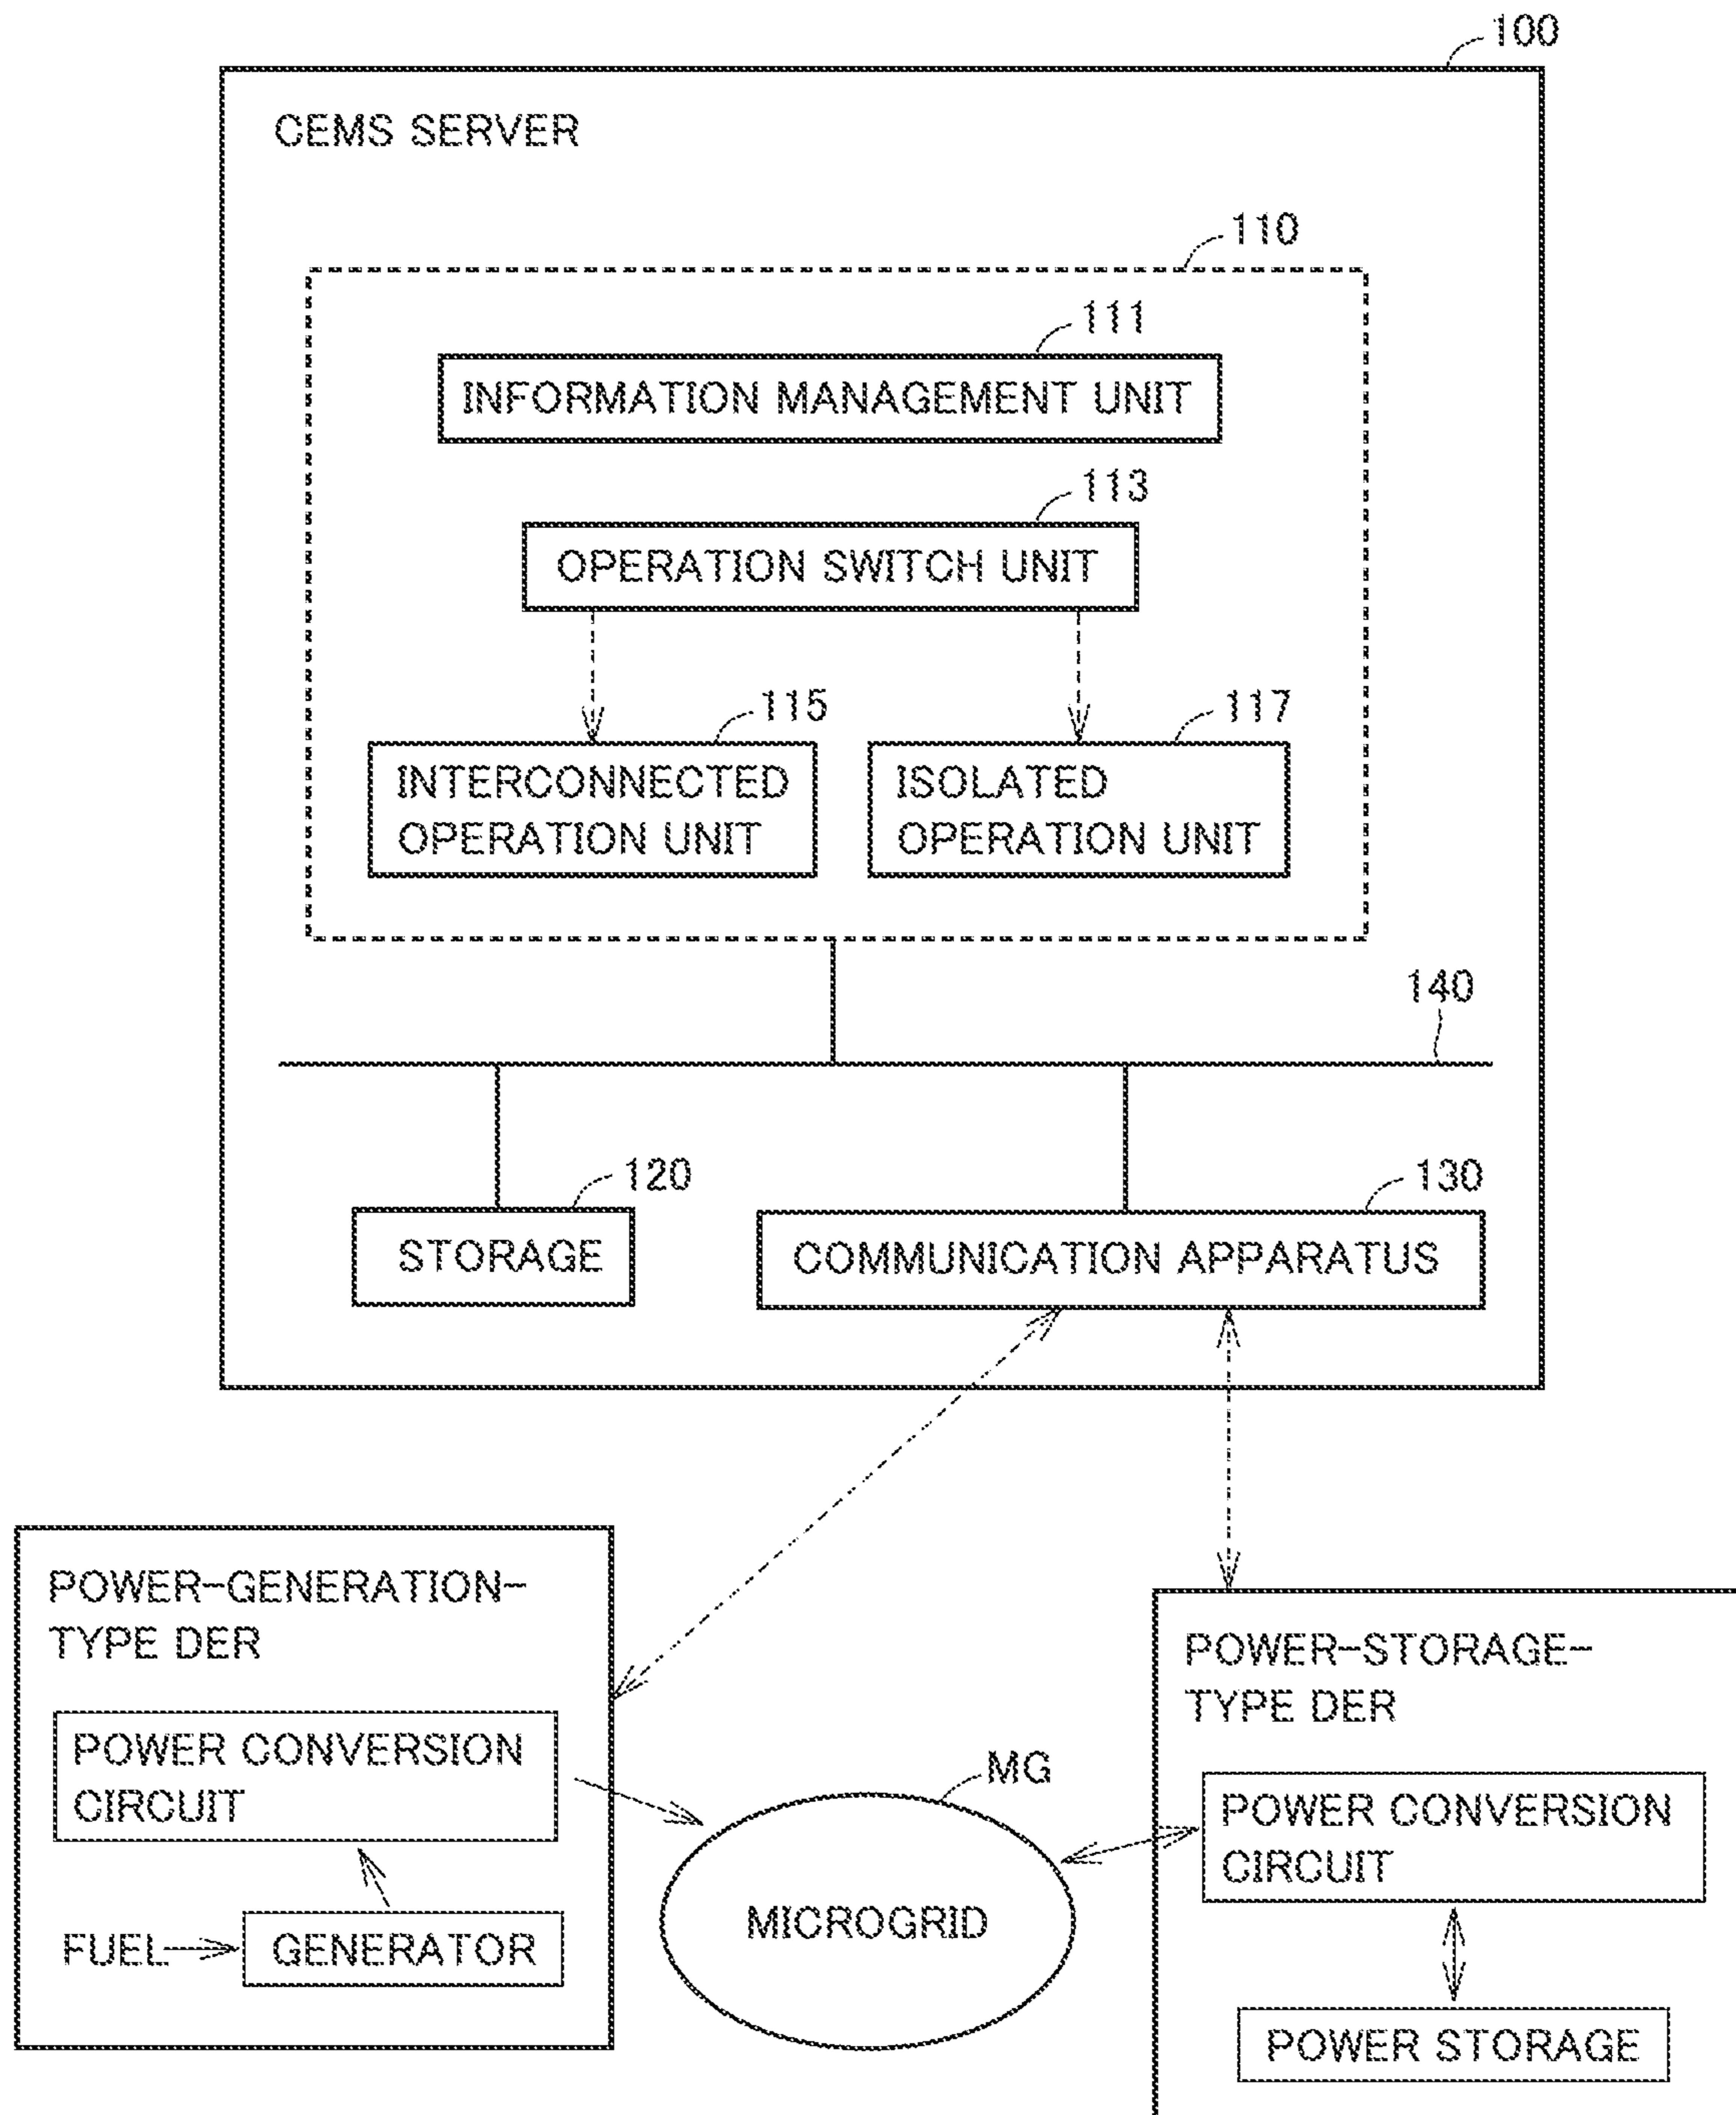 100
CEMS SERVER
110
111
INFORMATION MANAGEMENT UNIT
113
OPERATION SWITCH UNIT
115
117
INTERCONNECTED
OPERATION UNIT
ISOLATED
OPERATION UNIT
140
120
130
STORAGE
COMMUNICATION APPARATUS
POWER-GENERATION-
TYPE DER
POWER CONVERSION
CIRCUIT
FUEL
GENERATOR
MG
MICROGRID
POWER-STORAGE-
TYPE DER
POWER CONVERSION
CIRCUIT
POWER STORAGE